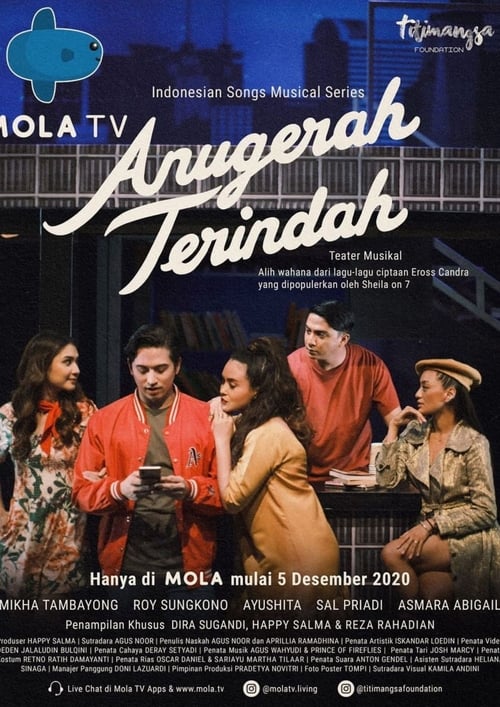 titimangsa
FOUNDATION
MOLA TV
Indonesian Songs Musical Series
Anugerah
Terindah
Teater Musikal
Alih wahana dari lagu-lagu ciptaan Eross Candra
yang dipopulerkan oleh Sheila on 7
A
Hanya di MOLA mulai 5 Desember 2020
MIKHA TAMBAYONG ROY SUNGKONO AYUSHITA SAL PRIADI ASMARA ABIGAIL
Penampilan Khusus DIRA SUGANDI, HAPPY SALMA & REZA RAHADIAN
Produser HAPPY SALMA | Sutradara AGUS NOOR | Penulis Naskah AGUS NOOR dan APRILLIA RAMADHINA | Penata Artistik ISKANDAR LOEDIN | Penata Video
DEDEN JALALUDIN BULQINI | Penata Cahaya DERAY SETYADI | Penata Musik AGUS WAHYUDI & PRINCE OF FIREFLIES | Penata Tari JOSH MARCY | Penata
Kostum RETNO RATIH DAMAYANTI | Penata Rias OSCAR DANIEL & SARIAYU MARTHA TILAAR | Penata Suara ANTON GENDEL | Asisten Sutradara HELIANA
SINAGA | Manajer Panggung DONI LAZUARDI | Pimpinan Produksi PRADETYA NOVITRI | Foto Poster TOMPI | Sutradara Visual KAMILA ANDINI
Live Chat di Mola TV Apps & www.mola.tv @molatv.living @titimangsafoundation